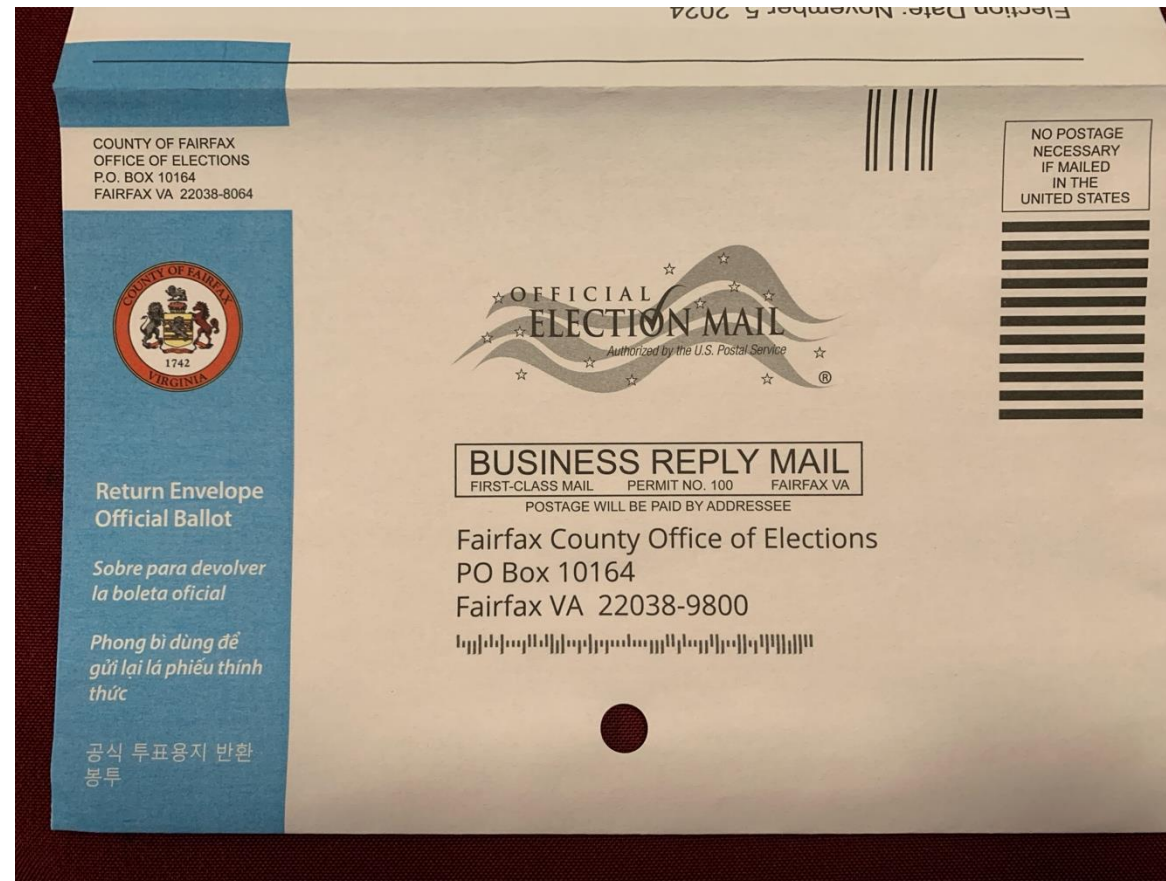 Election Date: November 5, 2024
COUNTY OF FAIRFAX
OFFICE OF ELECTIONS
P.O. BOX 10164
FAIRFAX VA 22038-8064
NO POSTAGE
NECESSARY
IF MAILED
IN THE
UNITED STATES
COUNTY OF FAIRFAX
1742
VIRGINIA
OFFICIAL
ELECTION MAIL
Authorized by the U.S. Postal Service
®
BUSINESS REPLY MAIL
FIRST-CLASS MAIL PERMIT NO. 100 FAIRFAX VA
POSTAGE WILL BE PAID BY ADDRESSEE
Fairfax County Office of Elections
PO Box 10164
Fairfax VA 22038-9800
Return Envelope
Official Ballot
Sobre para devolver
la boleta oficial
Phong bì dùng để
gửi lại lá phiếu thính
thức
공식 투표용지 반환
봉투